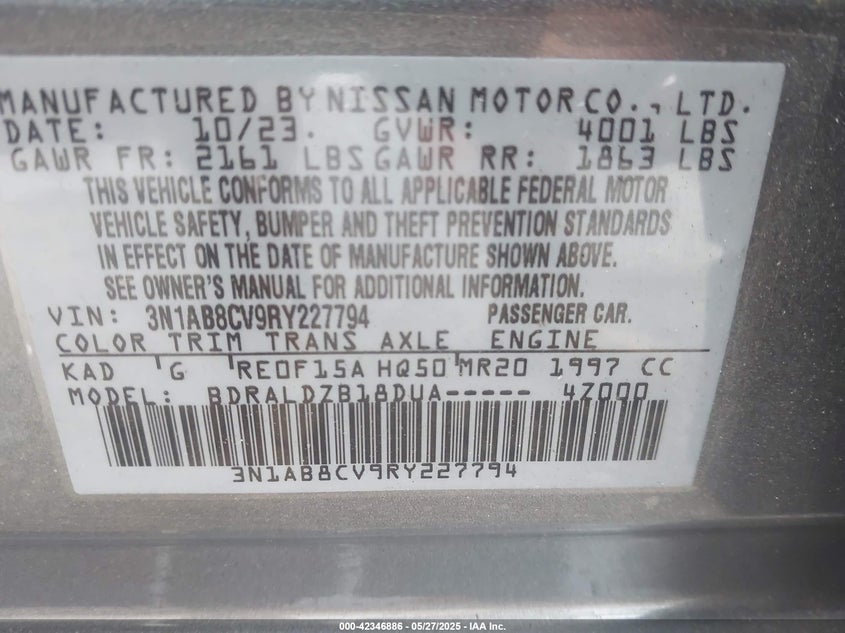 MANUFACTURED BY NISSAN MOTOR CO., LTD.
DATE: 10/23. GVWR: 4001 LBS
GAWR FR: 2161 LBS GAWR RR: 1863 LBS
THIS VEHICLE CONFORMS TO ALL APPLICABLE FEDERAL MOTOR
VEHICLE SAFETY, BUMPER AND THEFT PREVENTION STANDARDS
IN EFFECT ON THE DATE OF MANUFACTURE SHOWN ABOVE.
SEE OWNER'S MANUAL FOR ADDITIONAL INFORMATION.
VIN: 3N1AB8CV9RY227794 PASSENGER CAR.
COLOR TRIM TRANS AXLE ENGINE
KAD G RE0F15A HQ50 MR20 1997 CC
MODEL: BDRALDZB18DUA----- 4Z000
3N1AB8CV9RY227794
000-42346886 - 05/27/2025 - IAA Inc.